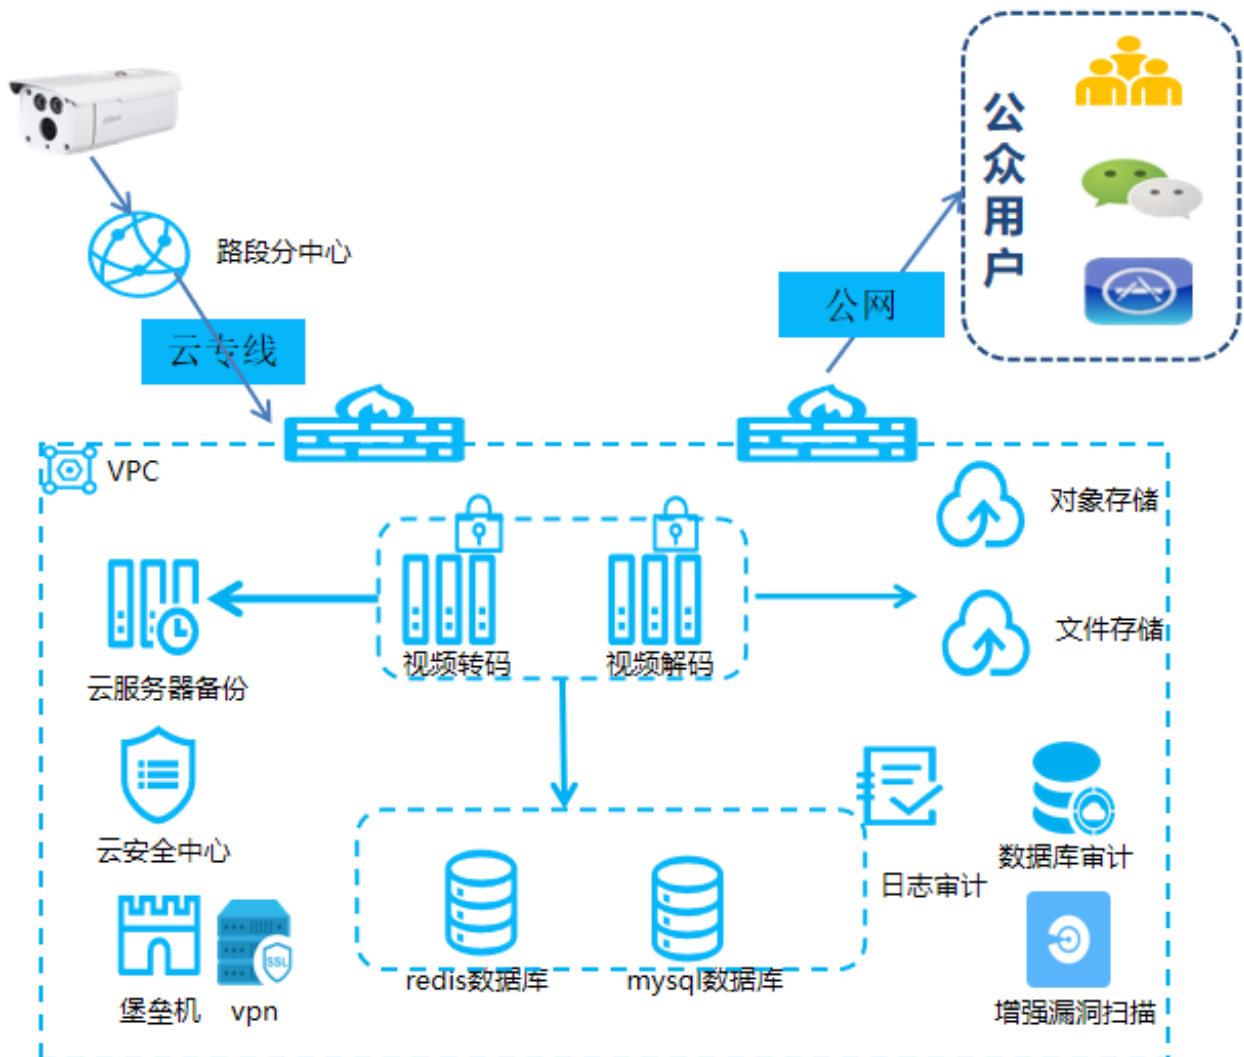 公众用户
路段分中心
公网
云专线
VPC
对象存储
文件存储
视频转码
视频解码
云服务器备份
云安全中心
数据库审计
日志审计
SSL
redis数据库
mysql数据库
堡垒机
vpn
增强漏洞扫描